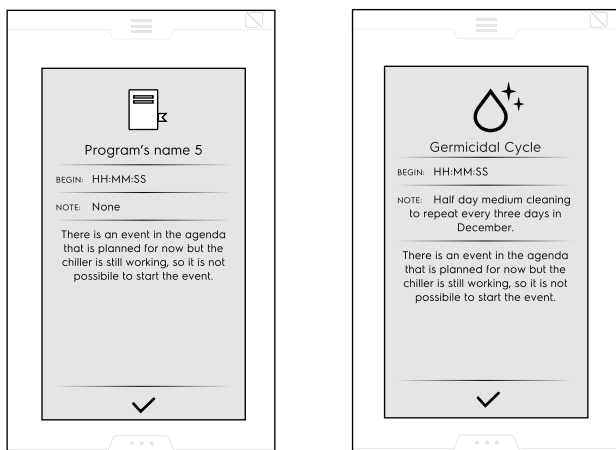 Program's name 5
BEGIN: HH:MM:SS
NOTE: None
There is an event in the agenda
that is planned for now but the
chiller is still working, so it is not
possibile to start the event.
Germicidal Cycle
BEGIN: HH:MM:SS
NOTE: Half day medium cleaning
to repeat every three days in
December.
There is an event in the agenda
that is planned for now but the
chiller is still working, so it is not
possibile to start the event.